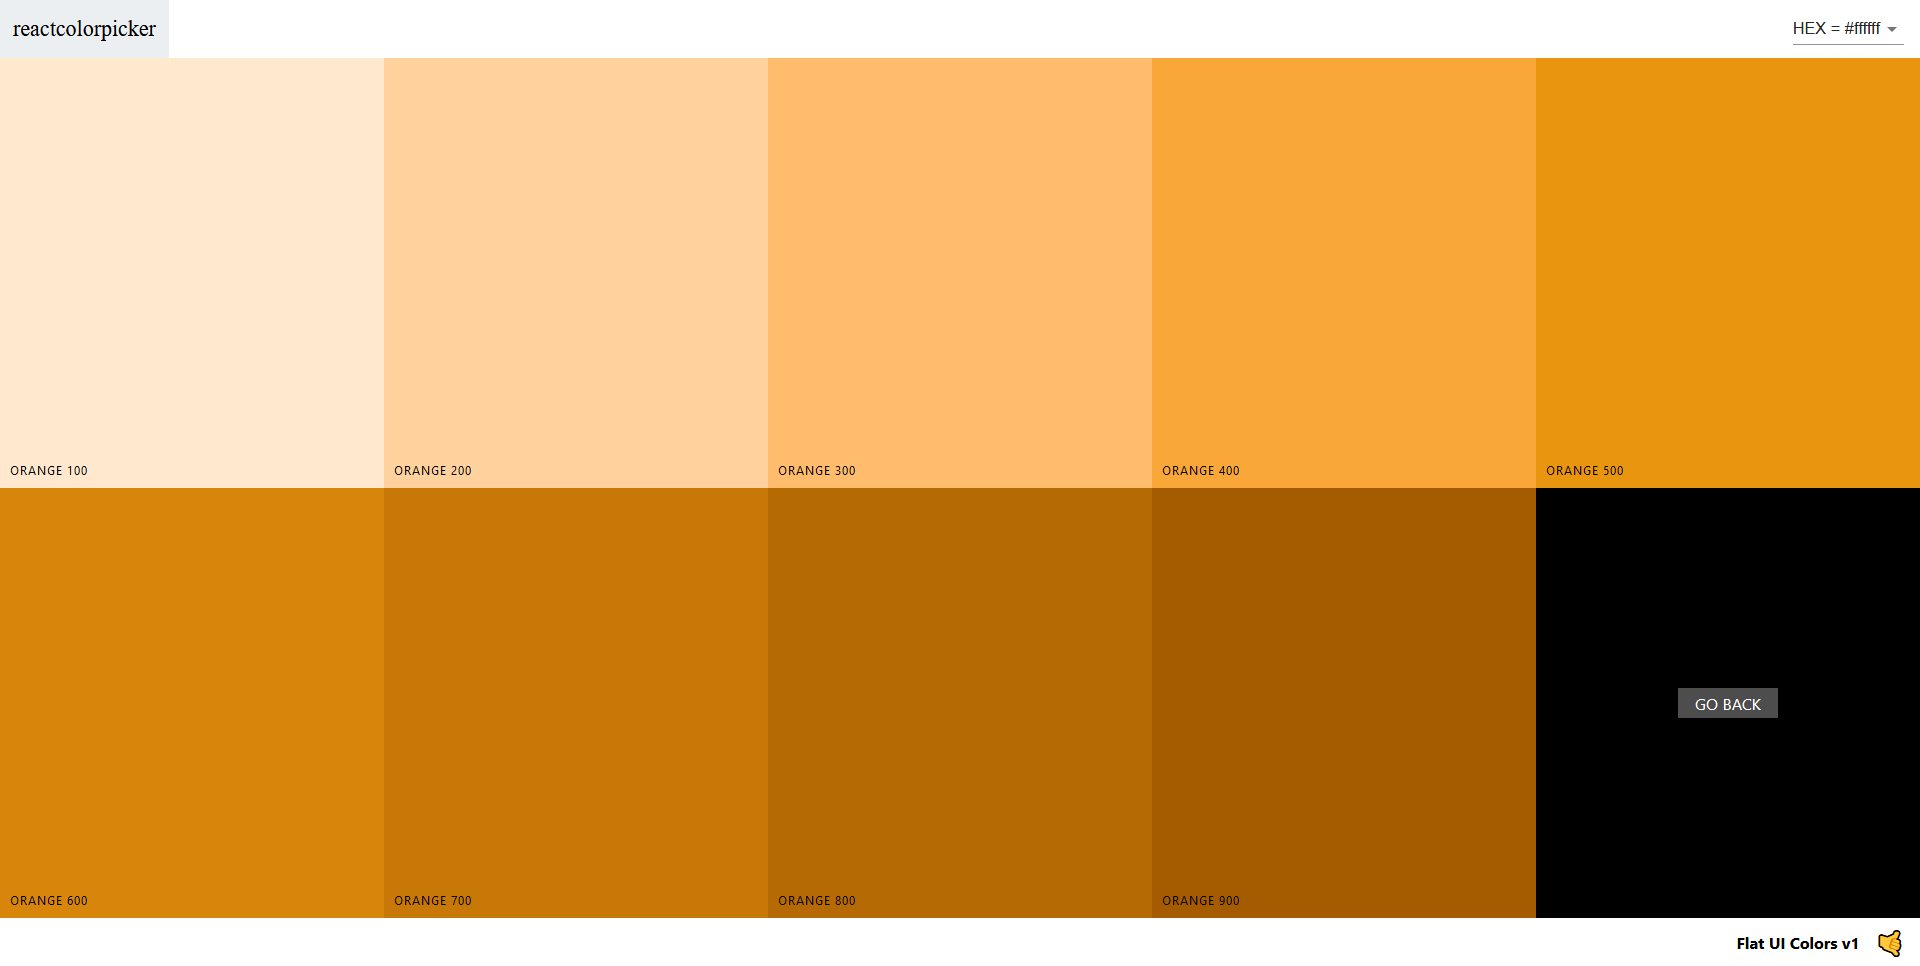 reactcolorpicker
HEX = #ffffff
ORANGE 100
ORANGE 200
ORANGE 300
ORANGE 400
ORANGE 500
ORANGE 600
ORANGE 700
ORANGE 800
ORANGE 900
GO BACK
Flat UI Colors v1